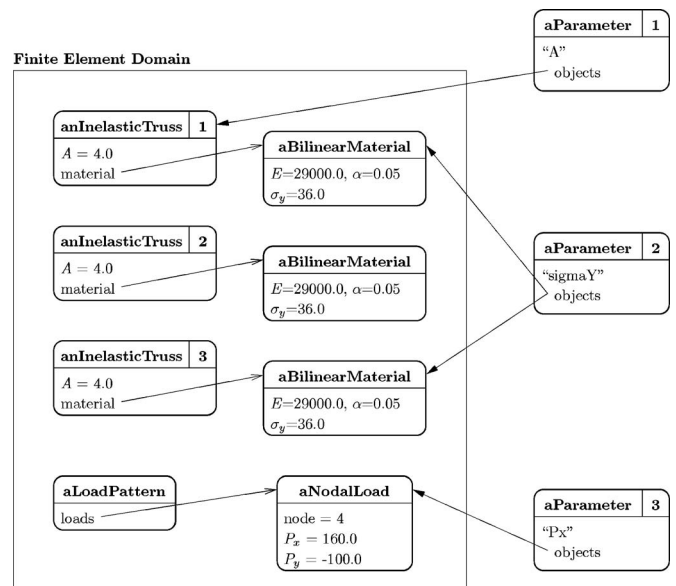 aParameter 1
“A”
objects
Finite Element Domain
anInelasticTruss 1
A = 4.0
material
aBilinearMaterial
E=29000.0, α=0.05
σy=36.0
anInelasticTruss 2
A = 4.0
material
aBilinearMaterial
E=29000.0, α=0.05
σy=36.0
aParameter 2
“sigmaY”
objects
anInelasticTruss 3
A = 4.0
material
aBilinearMaterial
E=29000.0, α=0.05
σy=36.0
aLoadPattern
loads
aNodalLoad
node = 4
Px = 160.0
Py = -100.0
aParameter 3
“Px”
objects